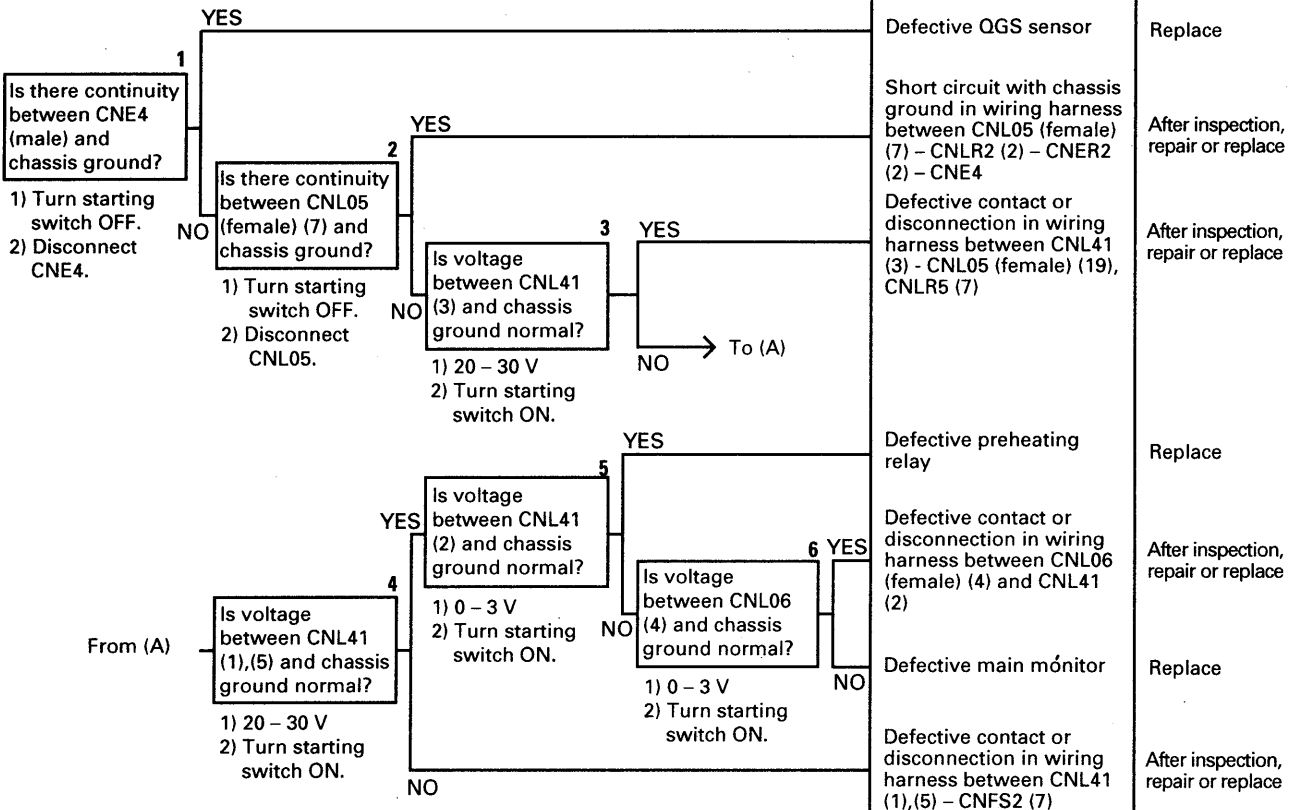 YES
Defective QGS sensor
Replace
1
Is there continuity
between CNE4
(male) and
chassis ground?
1) Turn starting
switch OFF.
2) Disconnect
CNE4.
NO
YES
Short circuit with chassis
ground in wiring harness
between CNL05 (female)
(7) – CNLR2 (2) – CNER2
(2) – CNE4
After inspection,
repair or replace
2
Is there continuity
between CNL05
(female) (7) and
chassis ground?
1) Turn starting
switch OFF.
2) Disconnect
CNL05.
NO
YES
Defective contact or
disconnection in wiring
harness between CNL41
(3) - CNL05 (female) (19),
CNLR5 (7)
After inspection,
repair or replace
3
Is voltage
between CNL41
(3) and chassis
ground normal?
1) 20 – 30 V
2) Turn starting
switch ON.
NO
To (A)
YES
Defective preheating
relay
Replace
5
Is voltage
between CNL41
(2) and chassis
ground normal?
YES
1) 0 – 3 V
2) Turn starting
switch ON.
NO
6
YES
Defective contact or
disconnection in wiring
harness between CNL06
(female) (4) and CNL41
(2)
After inspection,
repair or replace
Is voltage
between CNL06
(4) and chassis
ground normal?
1) 0 – 3 V
2) Turn starting
switch ON.
NO
Defective main mónitor
Replace
From (A)
4
Is voltage
between CNL41
(1),(5) and chassis
ground normal?
1) 20 – 30 V
2) Turn starting
switch ON.
NO
Defective contact or
disconnection in wiring
harness between CNL41
(1),(5) – CNFS2 (7)
After inspection,
repair or replace